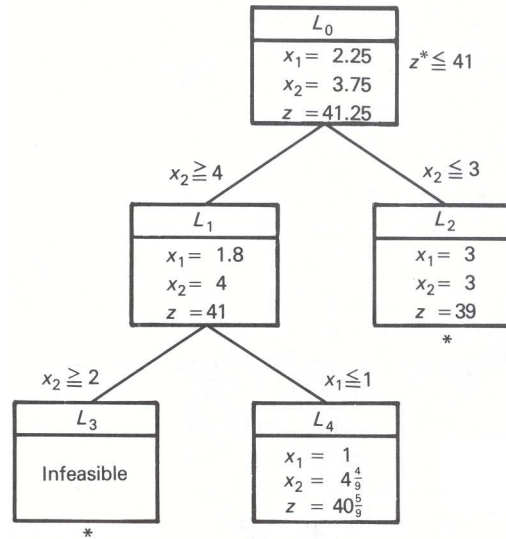 L₀
x₁ = 2.25
x₂ = 3.75
z = 41.25
z* ≦ 41
x₂ ≧ 4
x₂ ≦ 3
L₁
x₁ = 1.8
x₂ = 4
z = 41
L₂
x₁ = 3
x₂ = 3
z = 39
*
x₂ ≧ 2
x₁ ≦ 1
L₃
Infeasible
*
L₄
x₁ = 1
x₂ = 4 4/9
z = 40 5/9